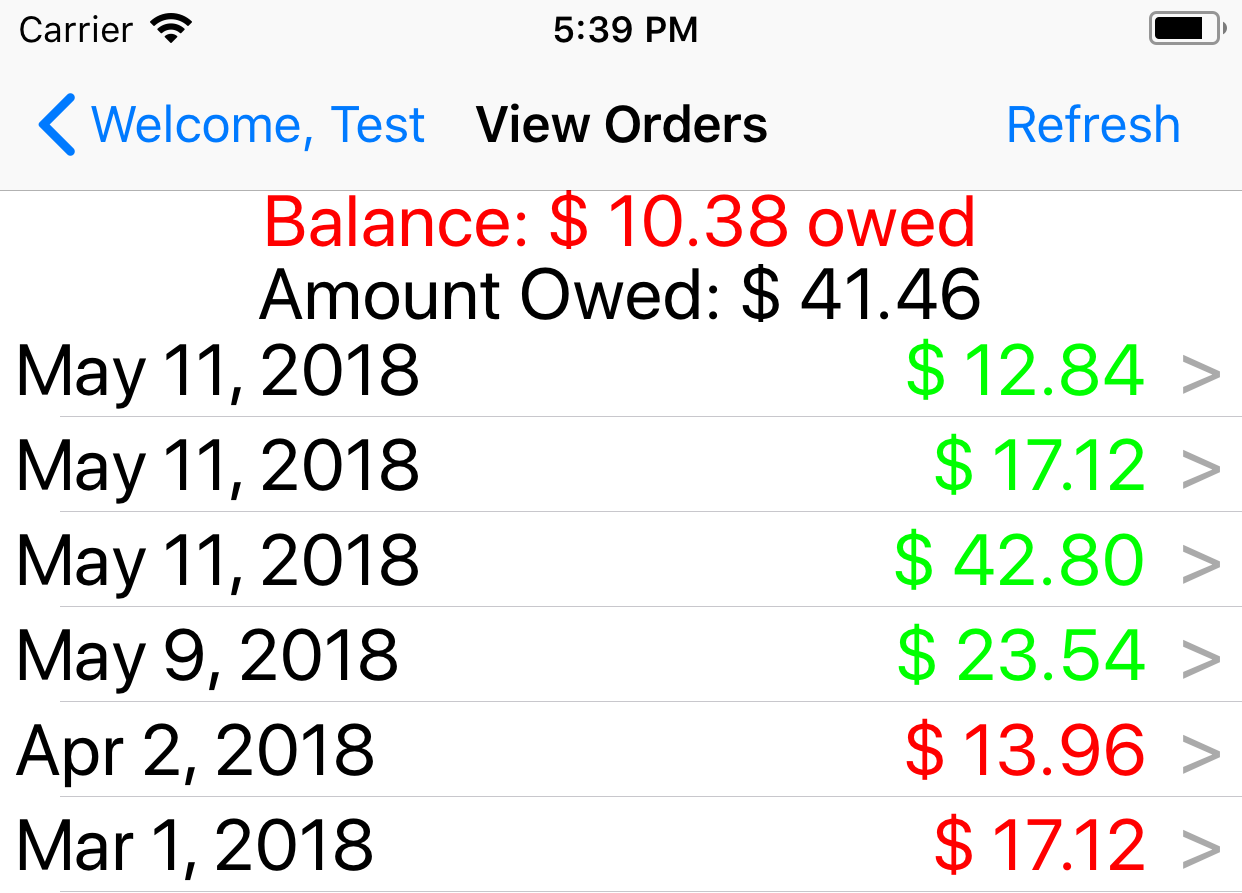 Carrier 5:39 PM
Welcome, Test View Orders Refresh
Balance: $ 10.38 owed
Amount Owed: $ 41.46
May 11, 2018 $ 12.84 >
May 11, 2018 $ 17.12 >
May 11, 2018 $ 42.80 >
May 9, 2018 $ 23.54 >
Apr 2, 2018 $ 13.96 >
Mar 1, 2018 $ 17.12 >